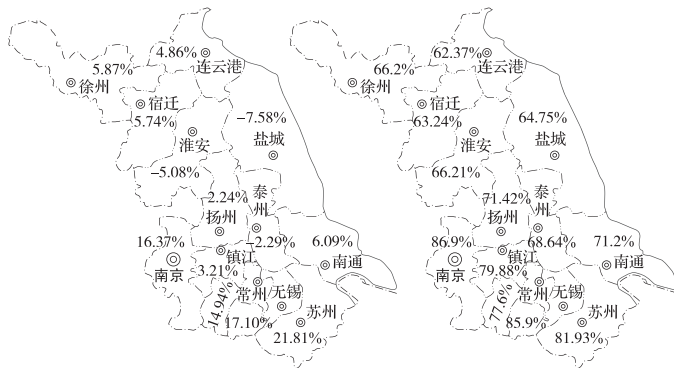 4.86%
连云港
5.87%
徐州
宿迁
5.74%
-7.58%
淮安
盐城
-5.08%
2.24%
泰州
扬州
16.37%
-2.29%
6.09%
镇江
南京
3.21%
南通
常州
无锡
14.94%
17.10%
苏州
21.81%
62.37%
连云港
66.2%
徐州
宿迁
63.24%
64.75%
淮安
盐城
66.21%
71.42%
泰州
扬州
86.9%
68.64%
71.2%
镇江
南京
79.88%
南通
常州
无锡
77.6%
85.9%
苏州
81.93%